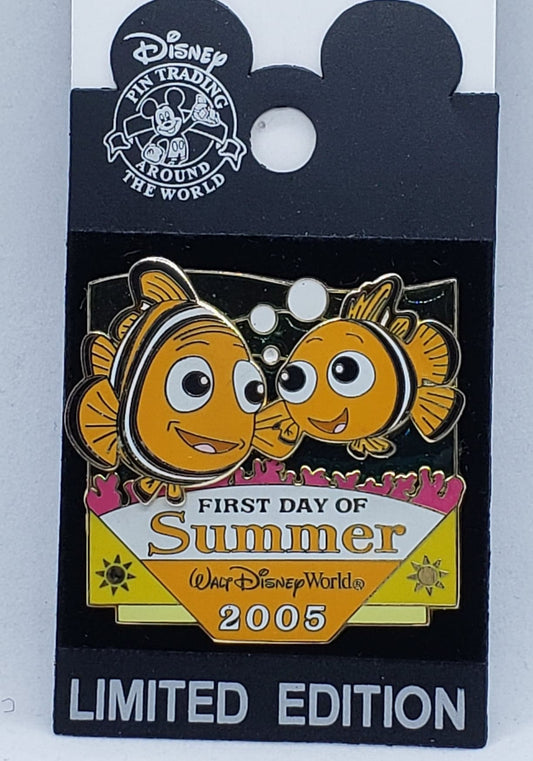 Disney
PIN TRADING
AROUND
THE WORLD
FIRST DAY OF
Summer
Walt Disney World®
2005
LIMITED EDITION